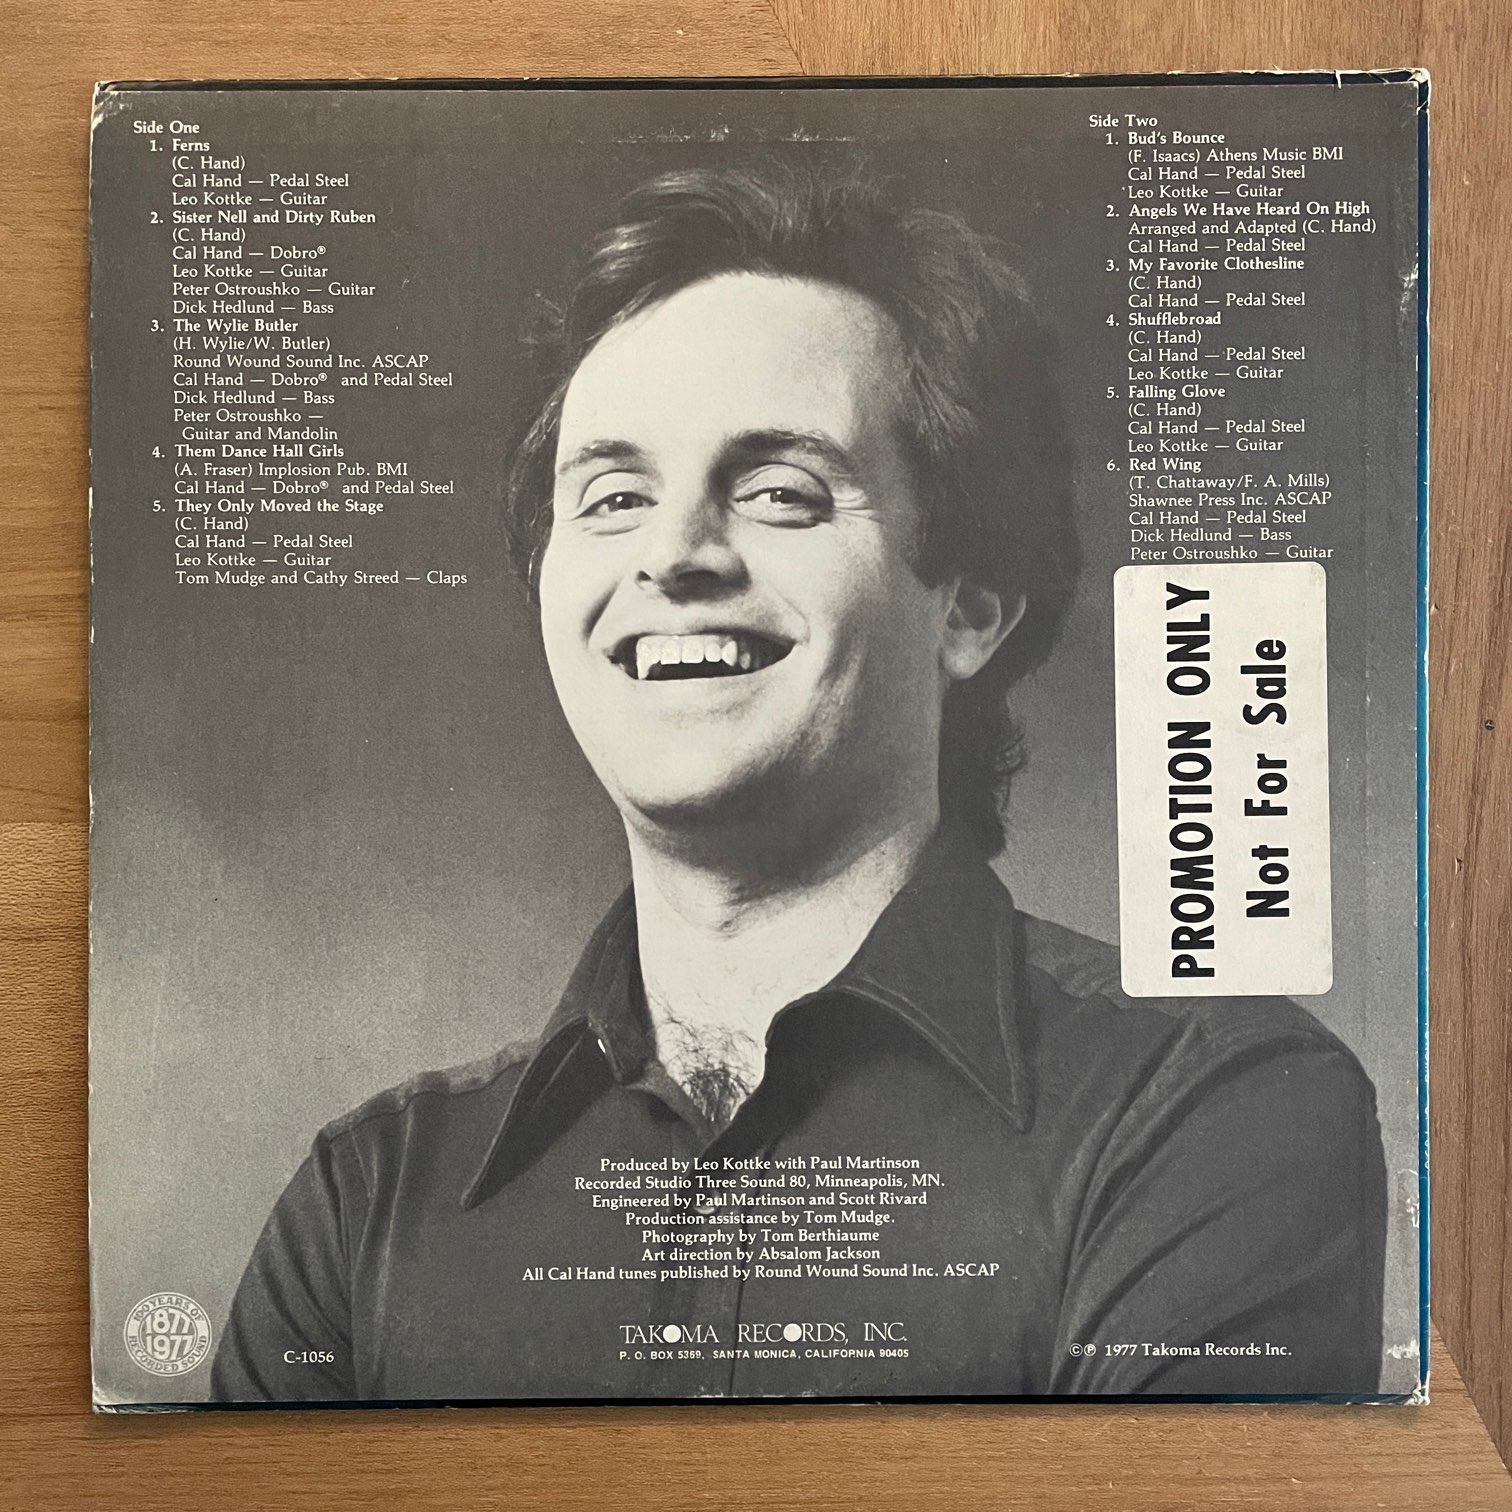 Side One
1. Ferns
(C. Hand)
Cal Hand — Pedal Steel
Leo Kottke — Guitar
2. Sister Nell and Dirty Ruben
(C. Hand)
Cal Hand — Dobro®
Leo Kottke — Guitar
Peter Ostroushko — Guitar
Dick Hedlund — Bass
3. The Wylie Butler
(H. Wylie/W. Butler)
Round Wound Sound Inc. ASCAP
Cal Hand — Dobro® and Pedal Steel
Dick Hedlund — Bass
Peter Ostroushko —
Guitar and Mandolin
4. Them Dance Hall Girls
(A. Fraser) Implosion Pub. BMI
Cal Hand — Dobro® and Pedal Steel
5. They Only Moved the Stage
(C. Hand)
Cal Hand — Pedal Steel
Leo Kottke — Guitar
Tom Mudge and Cathy Streed — Claps
Side Two
1. Bud's Bounce
(F. Isaacs) Athens Music BMI
Cal Hand — Pedal Steel
Leo Kottke — Guitar
2. Angels We Have Heard On High
Arranged and Adapted (C. Hand)
Cal Hand — Pedal Steel
3. My Favorite Clothesline
(C. Hand)
Cal Hand — Pedal Steel
4. Shufflebroad
(C. Hand)
Cal Hand — Pedal Steel
Leo Kottke — Guitar
5. Falling Glove
(C. Hand)
Cal Hand — Pedal Steel
Leo Kottke — Guitar
6. Red Wing
(T. Chattaway/F. A. Mills)
Shawnee Press Inc. ASCAP
Cal Hand — Pedal Steel
Dick Hedlund — Bass
Peter Ostroushko — Guitar
PROMOTION ONLY
Not For Sale
Produced by Leo Kottke with Paul Martinson
Recorded Studio Three Sound 80, Minneapolis, MN.
Engineered by Paul Martinson and Scott Rivard
Production assistance by Tom Mudge.
Photography by Tom Berthiaume
Art direction by Absalom Jackson
All Cal Hand tunes published by Round Wound Sound Inc. ASCAP
100 YEARS OF
1877
1977
RECORDED SOUND
C-1056
TAKOMA RECORDS, INC.
P. O. BOX 5369, SANTA MONICA, CALIFORNIA 90405
©℗ 1977 Takoma Records Inc.